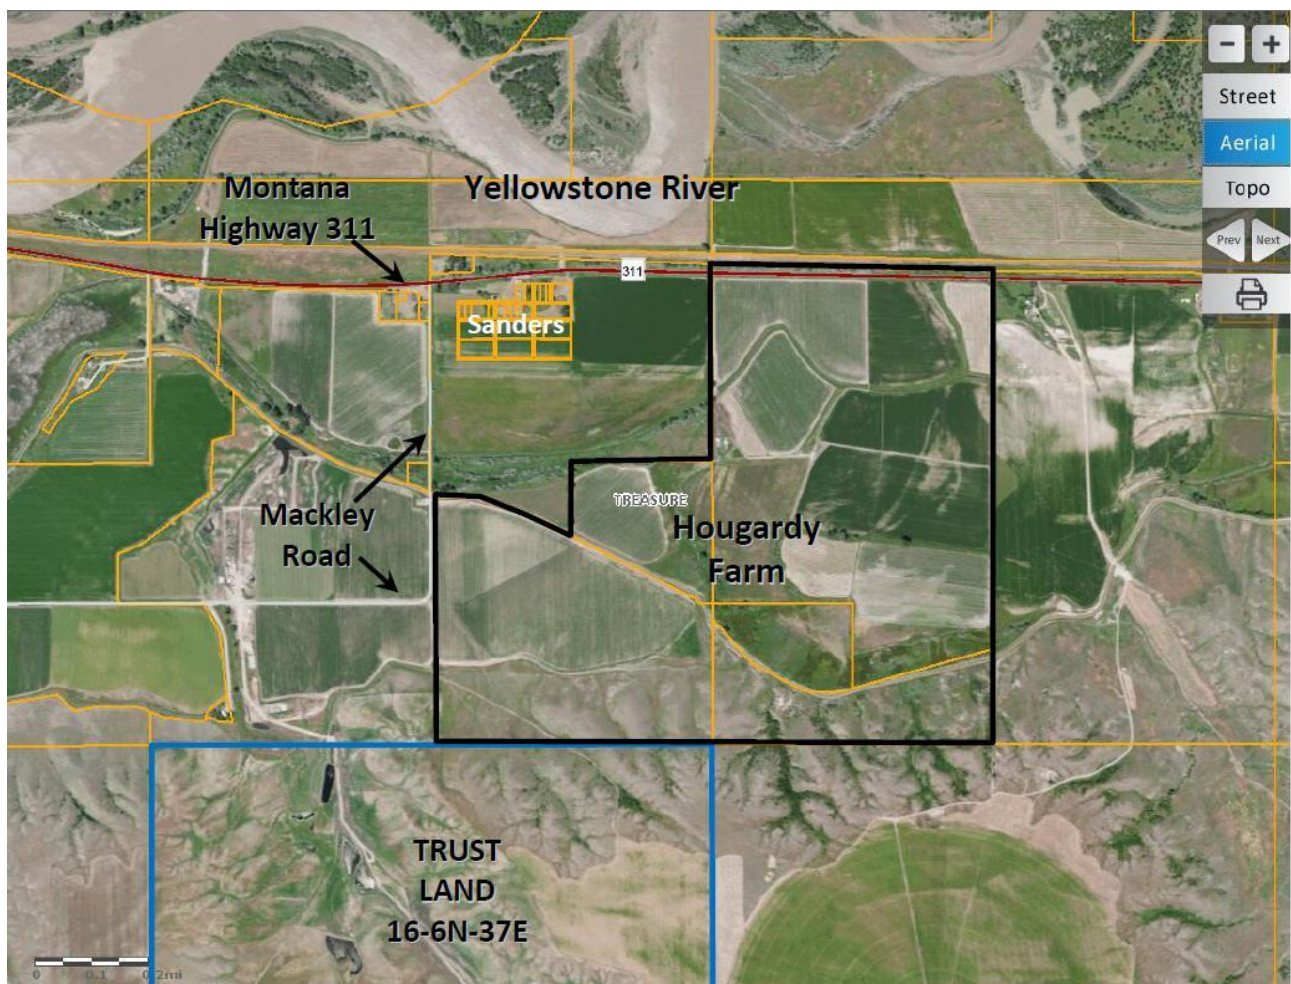 −
+
Street
Aerial
Topo
Prev
Next
Montana
Highway 311
Yellowstone River
311
Sanders
Mackley
Road
TREASURE
Hougardy
Farm
TRUST
LAND
16-6N-37E
0 0.1 0.2mi